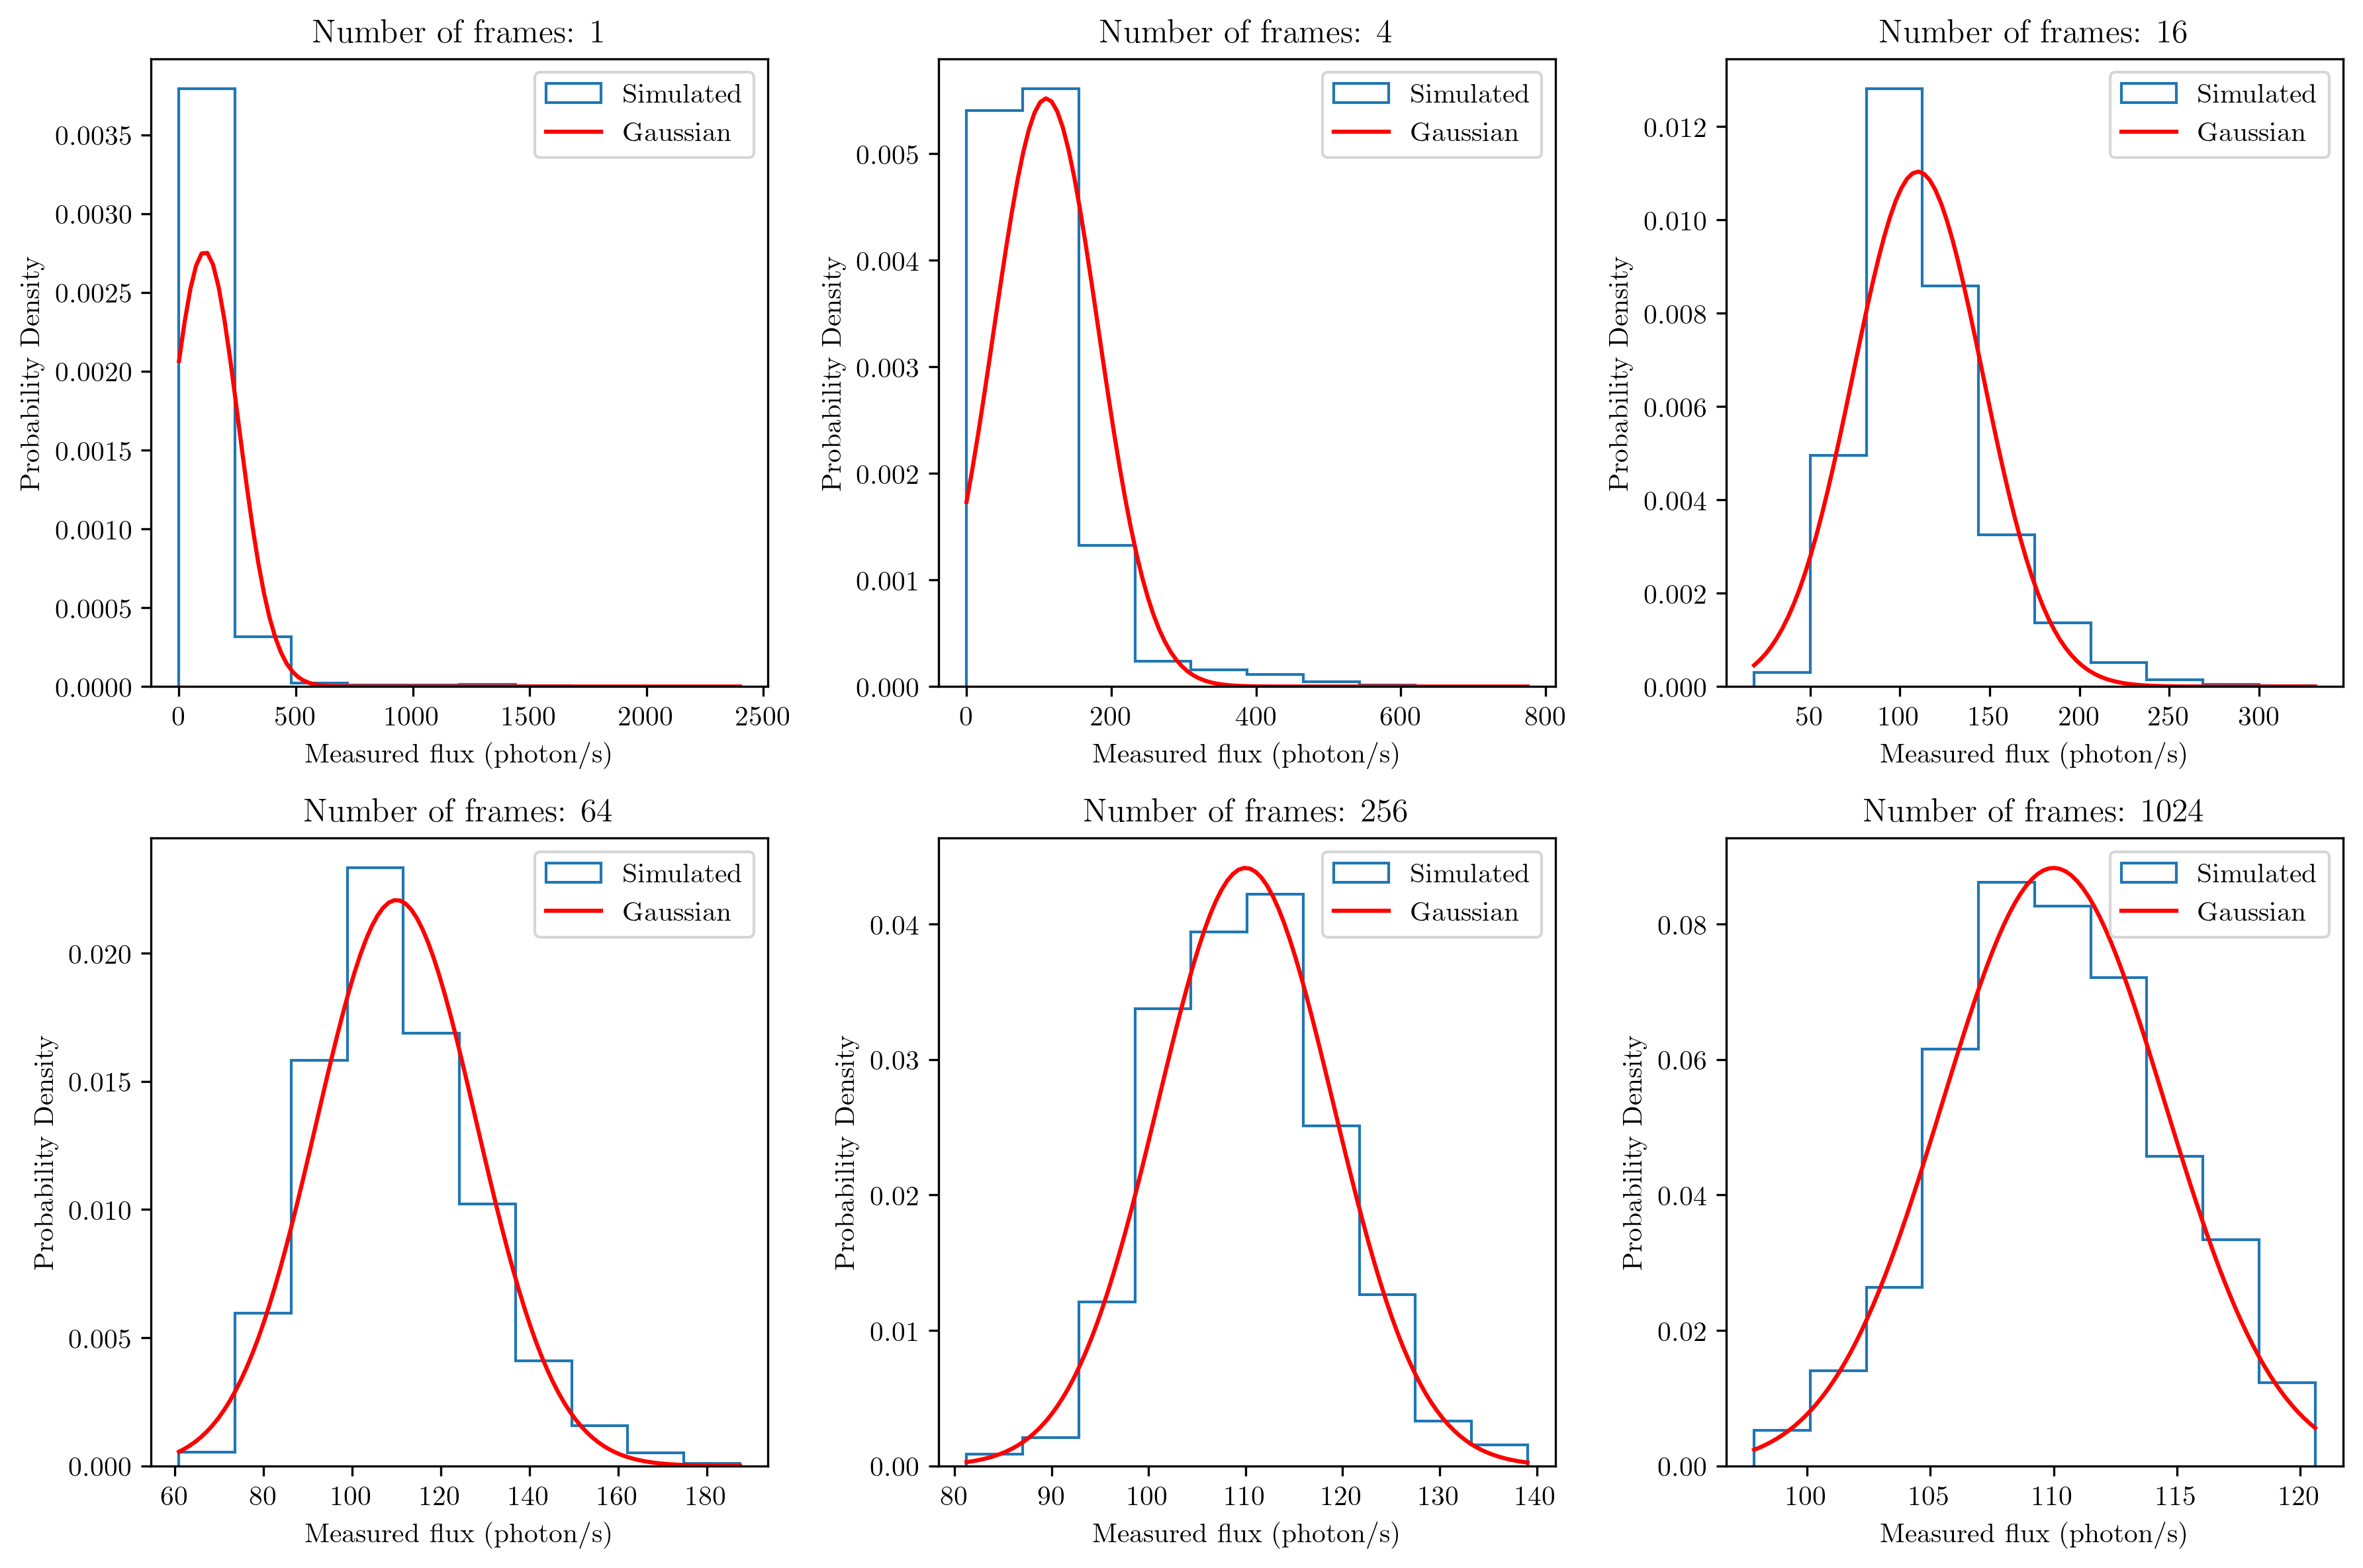 Number of frames: 1
Simulated
Gaussian
Probability Density
0.0035
0.0030
0.0025
0.0020
0.0015
0.0010
0.0005
0.0000
0 500 1000 1500 2000 2500
Measured flux (photon/s)
Number of frames: 4
Simulated
Gaussian
Probability Density
0.005
0.004
0.003
0.002
0.001
0.000
0 200 400 600 800
Measured flux (photon/s)
Number of frames: 16
Simulated
Gaussian
Probability Density
0.012
0.010
0.008
0.006
0.004
0.002
0.000
50 100 150 200 250 300
Measured flux (photon/s)
Number of frames: 64
Simulated
Gaussian
Probability Density
0.020
0.015
0.010
0.005
0.000
60 80 100 120 140 160 180
Measured flux (photon/s)
Number of frames: 256
Simulated
Gaussian
Probability Density
0.04
0.03
0.02
0.01
0.00
80 90 100 110 120 130 140
Measured flux (photon/s)
Number of frames: 1024
Simulated
Gaussian
Probability Density
0.08
0.06
0.04
0.02
0.00
100 105 110 115 120
Measured flux (photon/s)